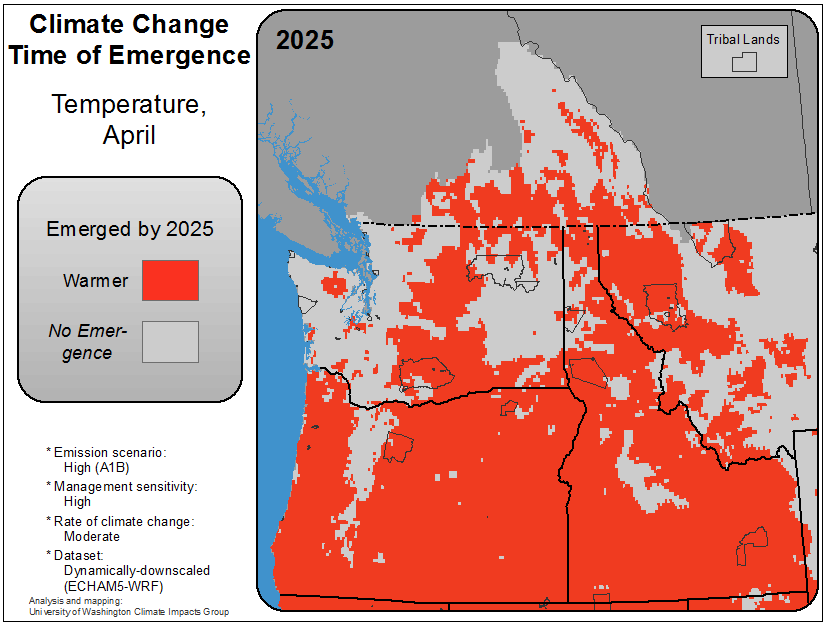 Climate Change
Time of Emergence
Temperature,
April
Emerged by 2025
Warmer
No Emer-
gence
* Emission scenario:
High (A1B)
* Management sensitivity:
High
* Rate of climate change:
Moderate
* Dataset:
Dynamically-downscaled
(ECHAM5-WRF)
Analysis and mapping:
University of Washington Climate Impacts Group
2025
Tribal Lands